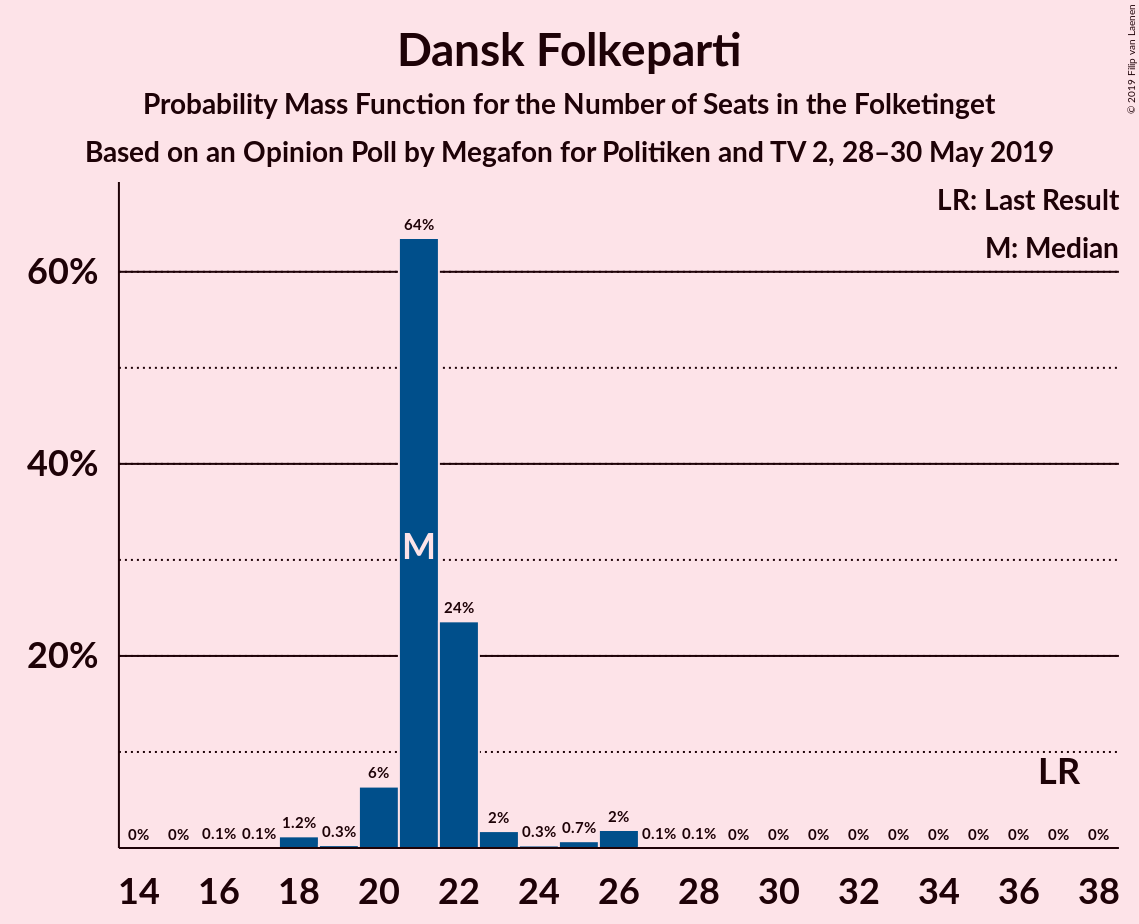 Dansk Folkeparti
Probability Mass Function for the Number of Seats in the Folketinget
Based on an Opinion Poll by Megafon for Politiken and TV 2, 28–30 May 2019
© 2019 Filip van Laenen
LR: Last Result
M: Median
60%
40%
20%
0% 0% 0.1% 0.1% 1.2% 0.3% 6% 64% 24% 2% 0.3% 0.7% 2% 0.1% 0.1% 0% 0% 0% 0% 0% 0% 0% 0% 0% 0%
M
LR
14 16 18 20 22 24 26 28 30 32 34 36 38